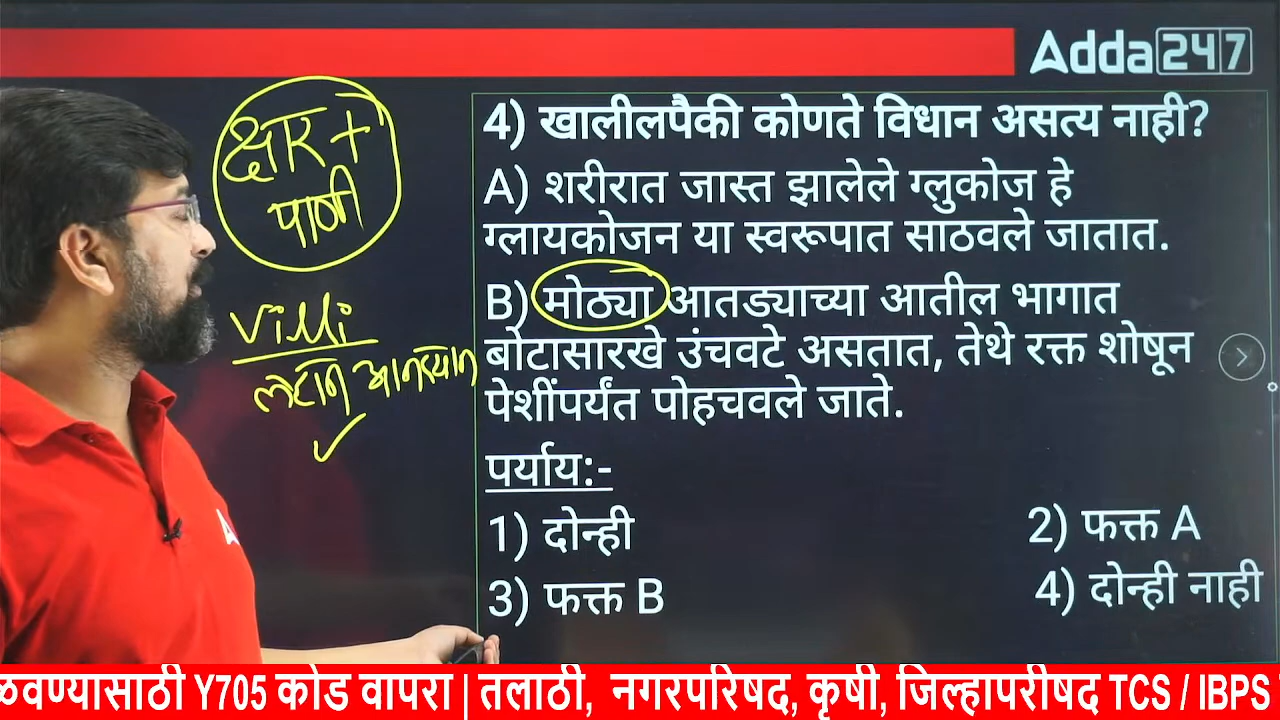 Adda247
क्षार +
पाणी
Villi
लहान आतड्यात
4) खालीलपैकी कोणते विधान असत्य नाही?
A) शरीरात जास्त झालेले ग्लुकोज हे
ग्लायकोजन या स्वरूपात साठवले जातात.
B) मोठ्या आतड्याच्या आतील भागात
बोटासारखे उंचवटे असतात, तेथे रक्त शोषून
पेशींपर्यंत पोहचवले जाते.
पर्याय:-
1) दोन्ही
2) फक्त A
3) फक्त B
4) दोन्ही नाही
ळवण्यासाठी Y705 कोड वापरा | तलाठी, नगरपरिषद, कृषी, जिल्हापरीषद TCS / IBPS